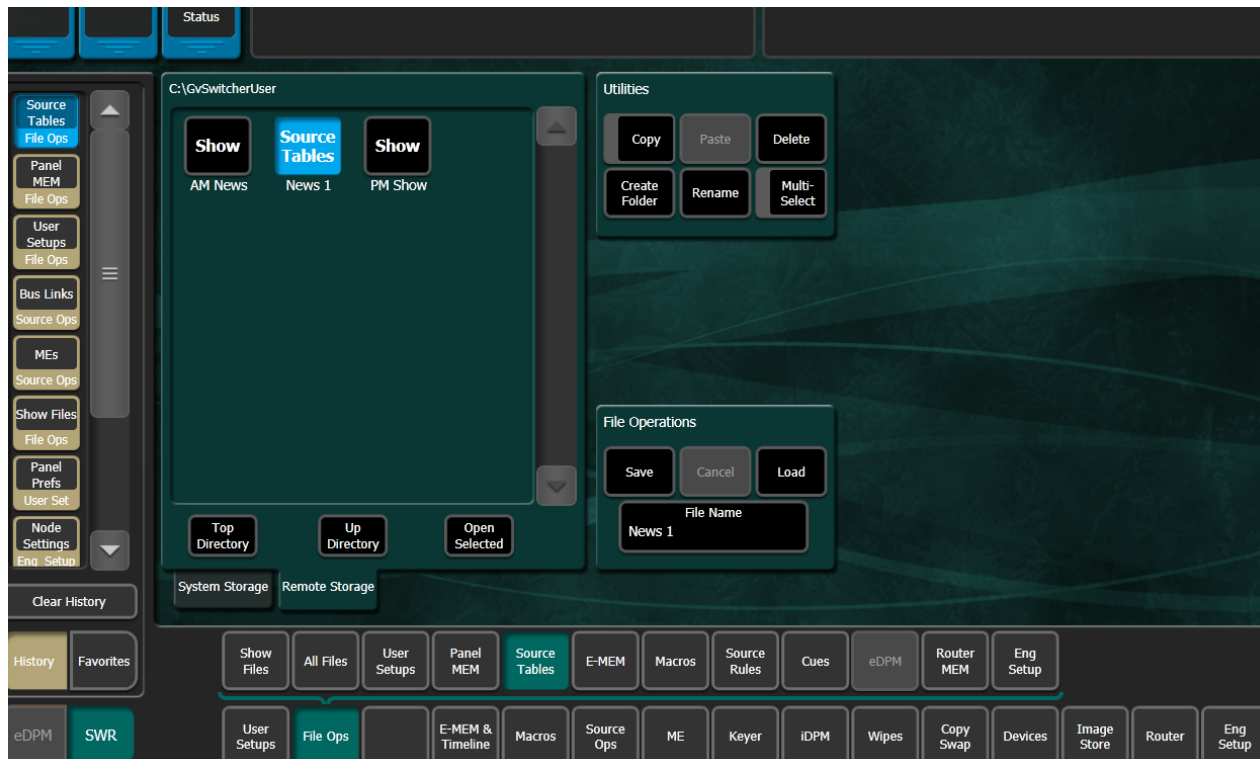 Status
Source
Tables
File Ops
Panel
MEM
File Ops
User
Setups
File Ops
Bus Links
Source Ops
MEs
Source Ops
Show Files
File Ops
Panel
Prefs
User Set
Node
Settings
Eng Setup
Clear History
History
Favorites
C:\GvSwitcherUser
Show
AM News
Source
Tables
News 1
Show
PM Show
Top
Directory
Up
Directory
Open
Selected
System Storage
Remote Storage
Utilities
Copy
Paste
Delete
Create
Folder
Rename
Multi-
Select
File Operations
Save
Cancel
Load
File Name
News 1
Show
Files
All Files
User
Setups
Panel
MEM
Source
Tables
E-MEM
Macros
Source
Rules
Cues
eDPM
Router
MEM
Eng
Setup
eDPM
SWR
User
Setups
File Ops
E-MEM &
Timeline
Macros
Source
Ops
ME
Keyer
iDPM
Wipes
Copy
Swap
Devices
Image
Store
Router
Eng
Setup